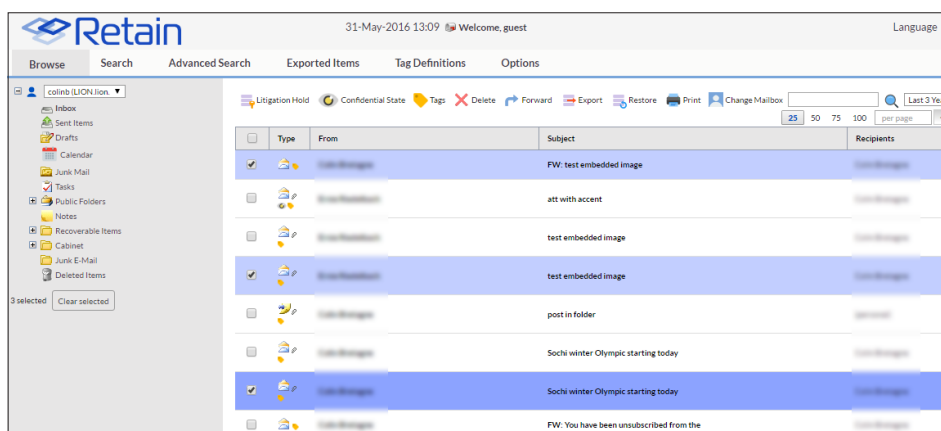 Retain
31-May-2016 13:09 Welcome, guest
Language
Browse Search Advanced Search Exported Items Tag Definitions Options
colinb (LION.lion.
Inbox
Sent Items
Drafts
Calendar
Junk Mail
Tasks
Public Folders
Notes
Recoverable Items
Cabinet
Junk E-Mail
Deleted Items
3 selected Clear selected
Litigation Hold Confidential State Tags Delete Forward Export Restore Print Change Mailbox Last 3 Ye
25 50 75 100 per page
Type From Subject Recipients
FW: test embedded image
att with accent
test embedded image
test embedded image
post in folder
Sochi winter Olympic starting today
Sochi winter Olympic starting today
FW: You have been unsubscribed from the